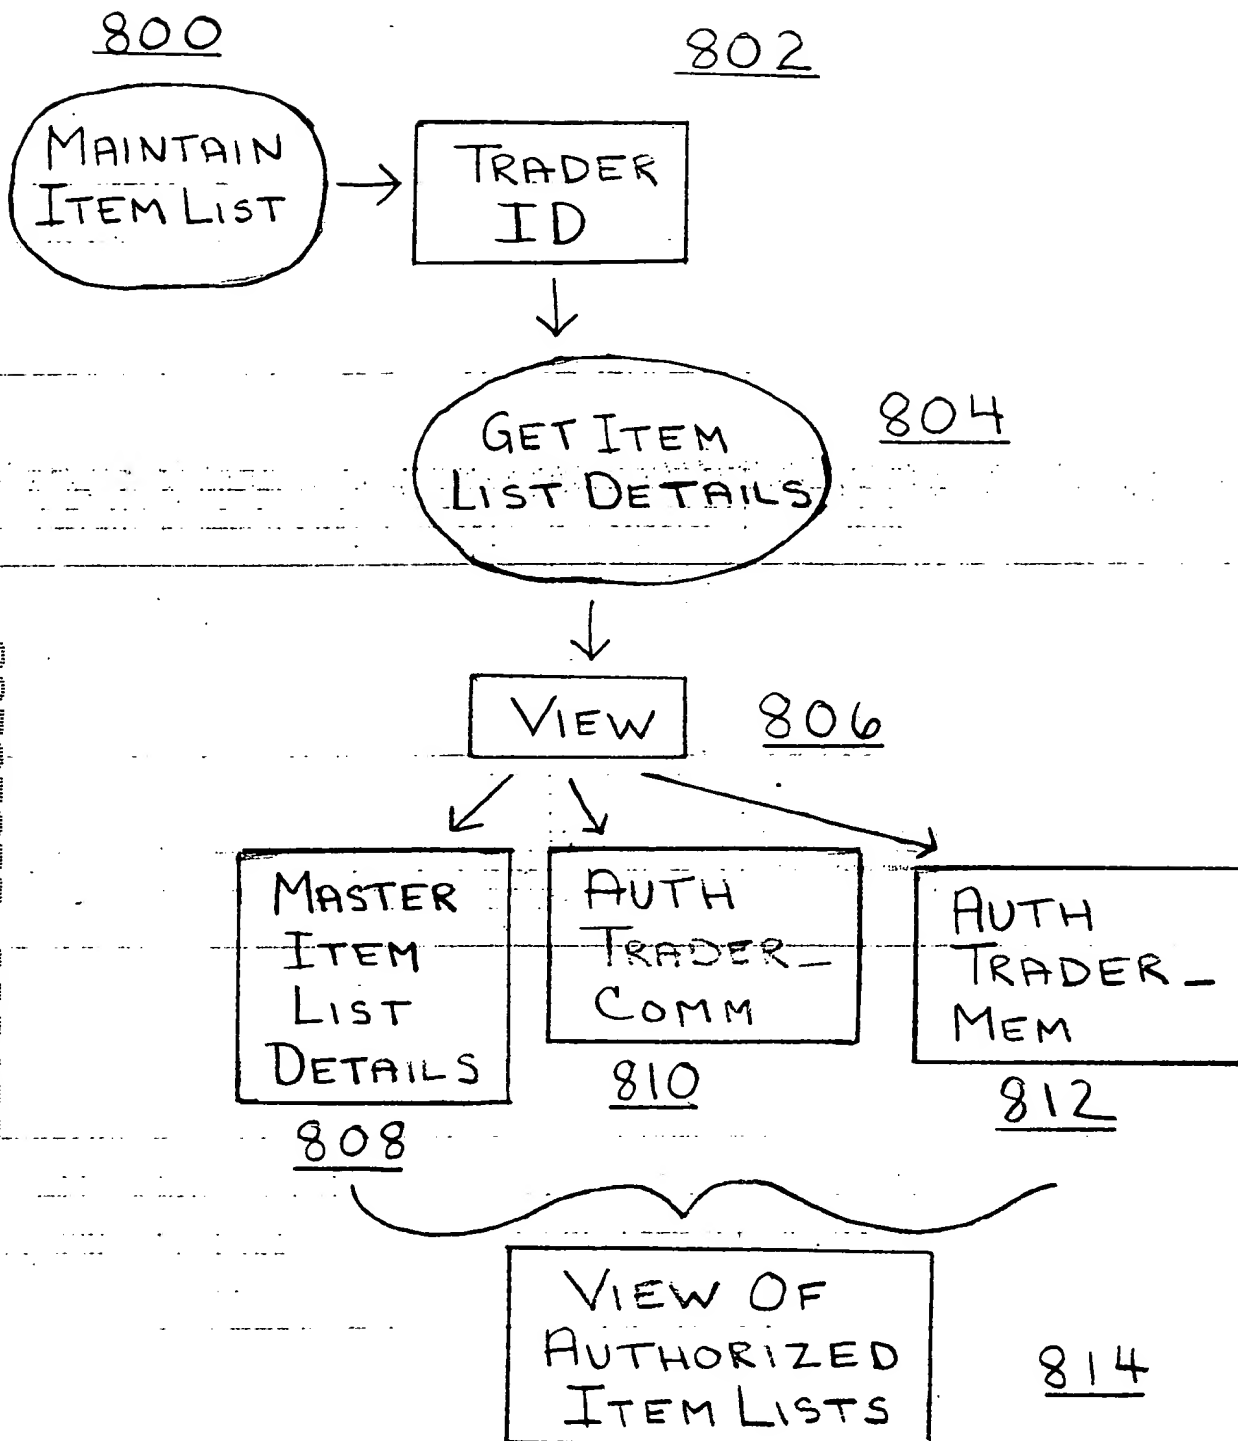 800
802
MAINTAIN
ITEM LIST
TRADER
ID
804
GET ITEM
LIST DETAILS
VIEW
806
MASTER
ITEM
LIST
DETAILS
808
AUTH
TRADER_
COMM
810
AUTH
TRADER_
MEM
812
VIEW OF
AUTHORIZED
ITEM LISTS
814